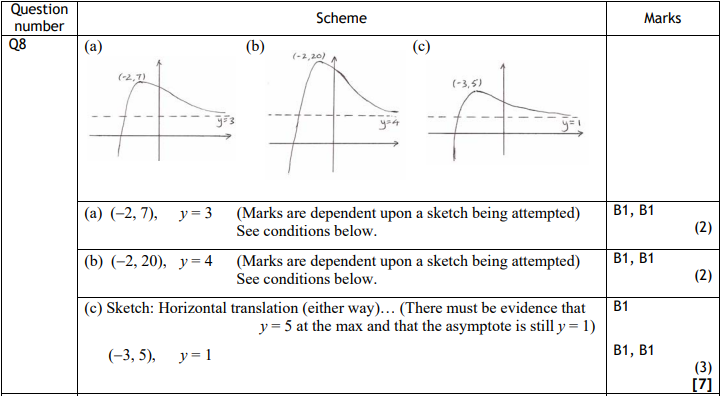 Question number
Scheme
Marks
Q8
(a)
(b)
(c)
(-2,7)
y=3
(-2,20)
y=4
(-3,5)
y=1
(a) (–2, 7), y = 3 (Marks are dependent upon a sketch being attempted)
See conditions below.
B1, B1
(2)
(b) (–2, 20), y = 4 (Marks are dependent upon a sketch being attempted)
See conditions below.
B1, B1
(2)
(c) Sketch: Horizontal translation (either way)… (There must be evidence that
y = 5 at the max and that the asymptote is still y = 1)
B1
(–3, 5), y = 1
B1, B1
(3)
[7]